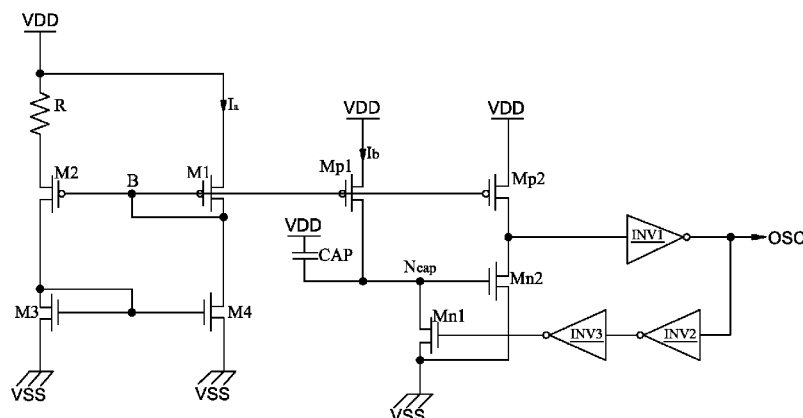 VDD
R
Ia
VDD
VDD
M2
B
M1
Mp1
Ib
Mp2
VDD
CAP
INV1
OSC
Ncap
Mn2
M3
M4
Mn1
INV3
INV2
VSS
VSS
VSS